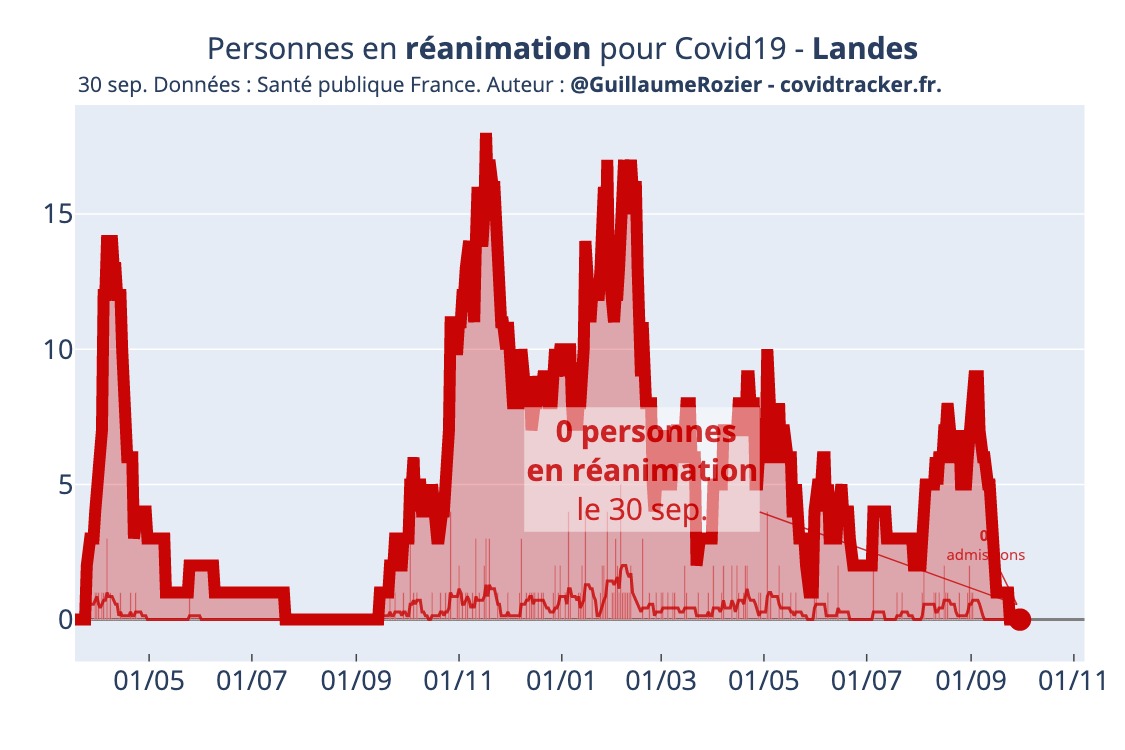 Personnes en réanimation pour Covid19 - Landes
30 sep. Données : Santé publique France. Auteur : @GuillaumeRozier - covidtracker.fr.
15
10
5
0
0 personnes
en réanimation
le 30 sep.
0
admissions
01/05 01/07 01/09 01/11 01/01 01/03 01/05 01/07 01/09 01/11